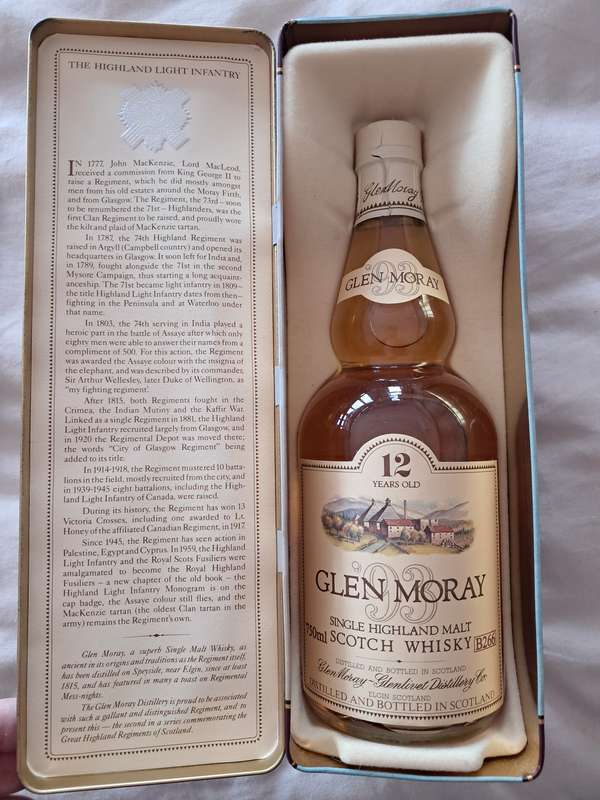 THE HIGHLAND LIGHT INFANTRY
IN 1777, John MacKenzie, Lord MacLeod,
received a commission from King George II to
raise a Regiment, which he did mostly amongst
men from his old estates around the Moray Firth,
and from Glasgow. The Regiment, the 73rd – soon
to be renumbered the 71st – Highlanders, was the
first Clan Regiment to be raised, and proudly wore
the kilt and plaid of MacKenzie tartan.
In 1787, the 74th Highland Regiment was
raised in Argyll (Campbell country) and opened its
headquarters in Glasgow. It soon left for India and,
in 1789, fought alongside the 71st in the second
Mysore Campaign, thus starting a long acquaint-
anceship. The 71st became light infantry in 1809 –
the title Highland Light Infantry dates from then –
fighting in the Peninsula and at Waterloo under
that name.
In 1803, the 74th serving in India played a
heroic part in the battle of Assaye after which only
eighty men were able to answer their names from a
compliment of 500. For this action, the Regiment
was awarded the Assaye colour with the insignia of
the elephant, and was described by its commander,
Sir Arthur Wellesley, later Duke of Wellington, as
"my fighting regiment'.
After 1815, both Regiments fought in the
Crimea, the Indian Mutiny and the Kaffir War.
Linked as a single Regiment in 1881, the Highland
Light Infantry recruited largely from Glasgow, and
in 1920 the Regimental Depot was moved there;
the words "City of Glasgow Regiment" being
added to its title.
In 1914-1918, the Regiment mustered 10 batta-
lions in the field, mostly recruited from the city, and
in 1939-1945 eight battalions, including the High-
land Light Infantry of Canada, were raised.
During its history, the Regiment has won 13
Victoria Crosses, including one awarded to Lt.
Honey of the affiliated Canadian Regiment, in 1917.
Since 1945, the Regiment has seen action in
Palestine, Egypt and Cyprus. In 1959, the Highland
Light Infantry and the Royal Scots Fusiliers were
amalgamated to become the Royal Highland
Fusiliers – a new chapter of the old book – the
Highland Light Infantry Monogram is on the
cap badge, the Assaye colour still flies, and the
MacKenzie tartan (the oldest Clan tartan in the
army) remains the Regiment's own.
Glen Moray, a superb Single Malt Whisky, as
ancient in its origins and traditions as the Regiment itself,
has been distilled on Speyside, near Elgin, since at least
1815, and has featured in many a toast on Regimental
Mess-nights.
The Glen Moray Distillery is proud to be associated
with such a gallant and distinguished Regiment, and to
present this – the second in a series commemorating the
Great Highland Regiments of Scotland.
Glen Moray
'93
GLEN MORAY
12
YEARS OLD
'93
GLEN MORAY
SINGLE HIGHLAND MALT
750ml SCOTCH WHISKY B266
DISTILLED AND BOTTLED IN SCOTLAND
Glen Moray-Glenlivet Distillery Co.
ELGIN SCOTLAND
DISTILLED AND BOTTLED IN SCOTLAND